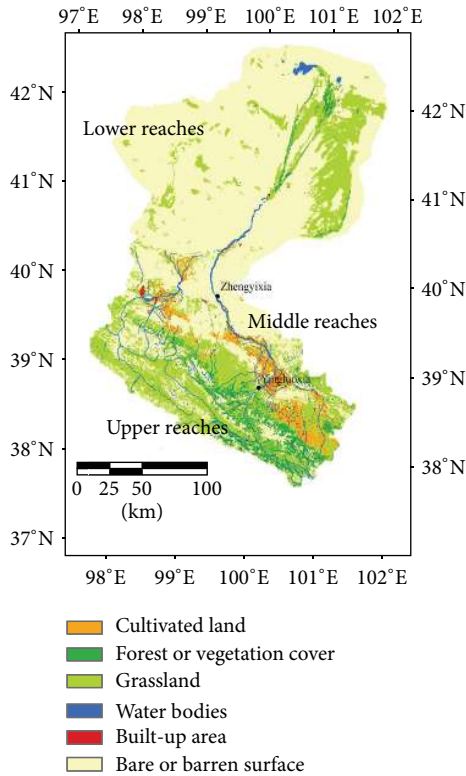 97°E 98°E 99°E 100°E 101°E
42°N
42°N
Lower reaches
41°N
41°N
40°N
40°N
Zhengyixia
Middle reaches
39°N
39°N
Upper reaches
38°N
38°N
0 25 50 100
(km)
37°N
98°E 99°E 100°E 101°E 102°E
Cultivated land
Forest or vegetation cover
Grassland
Water bodies
Built-up area
Bare or barren surface